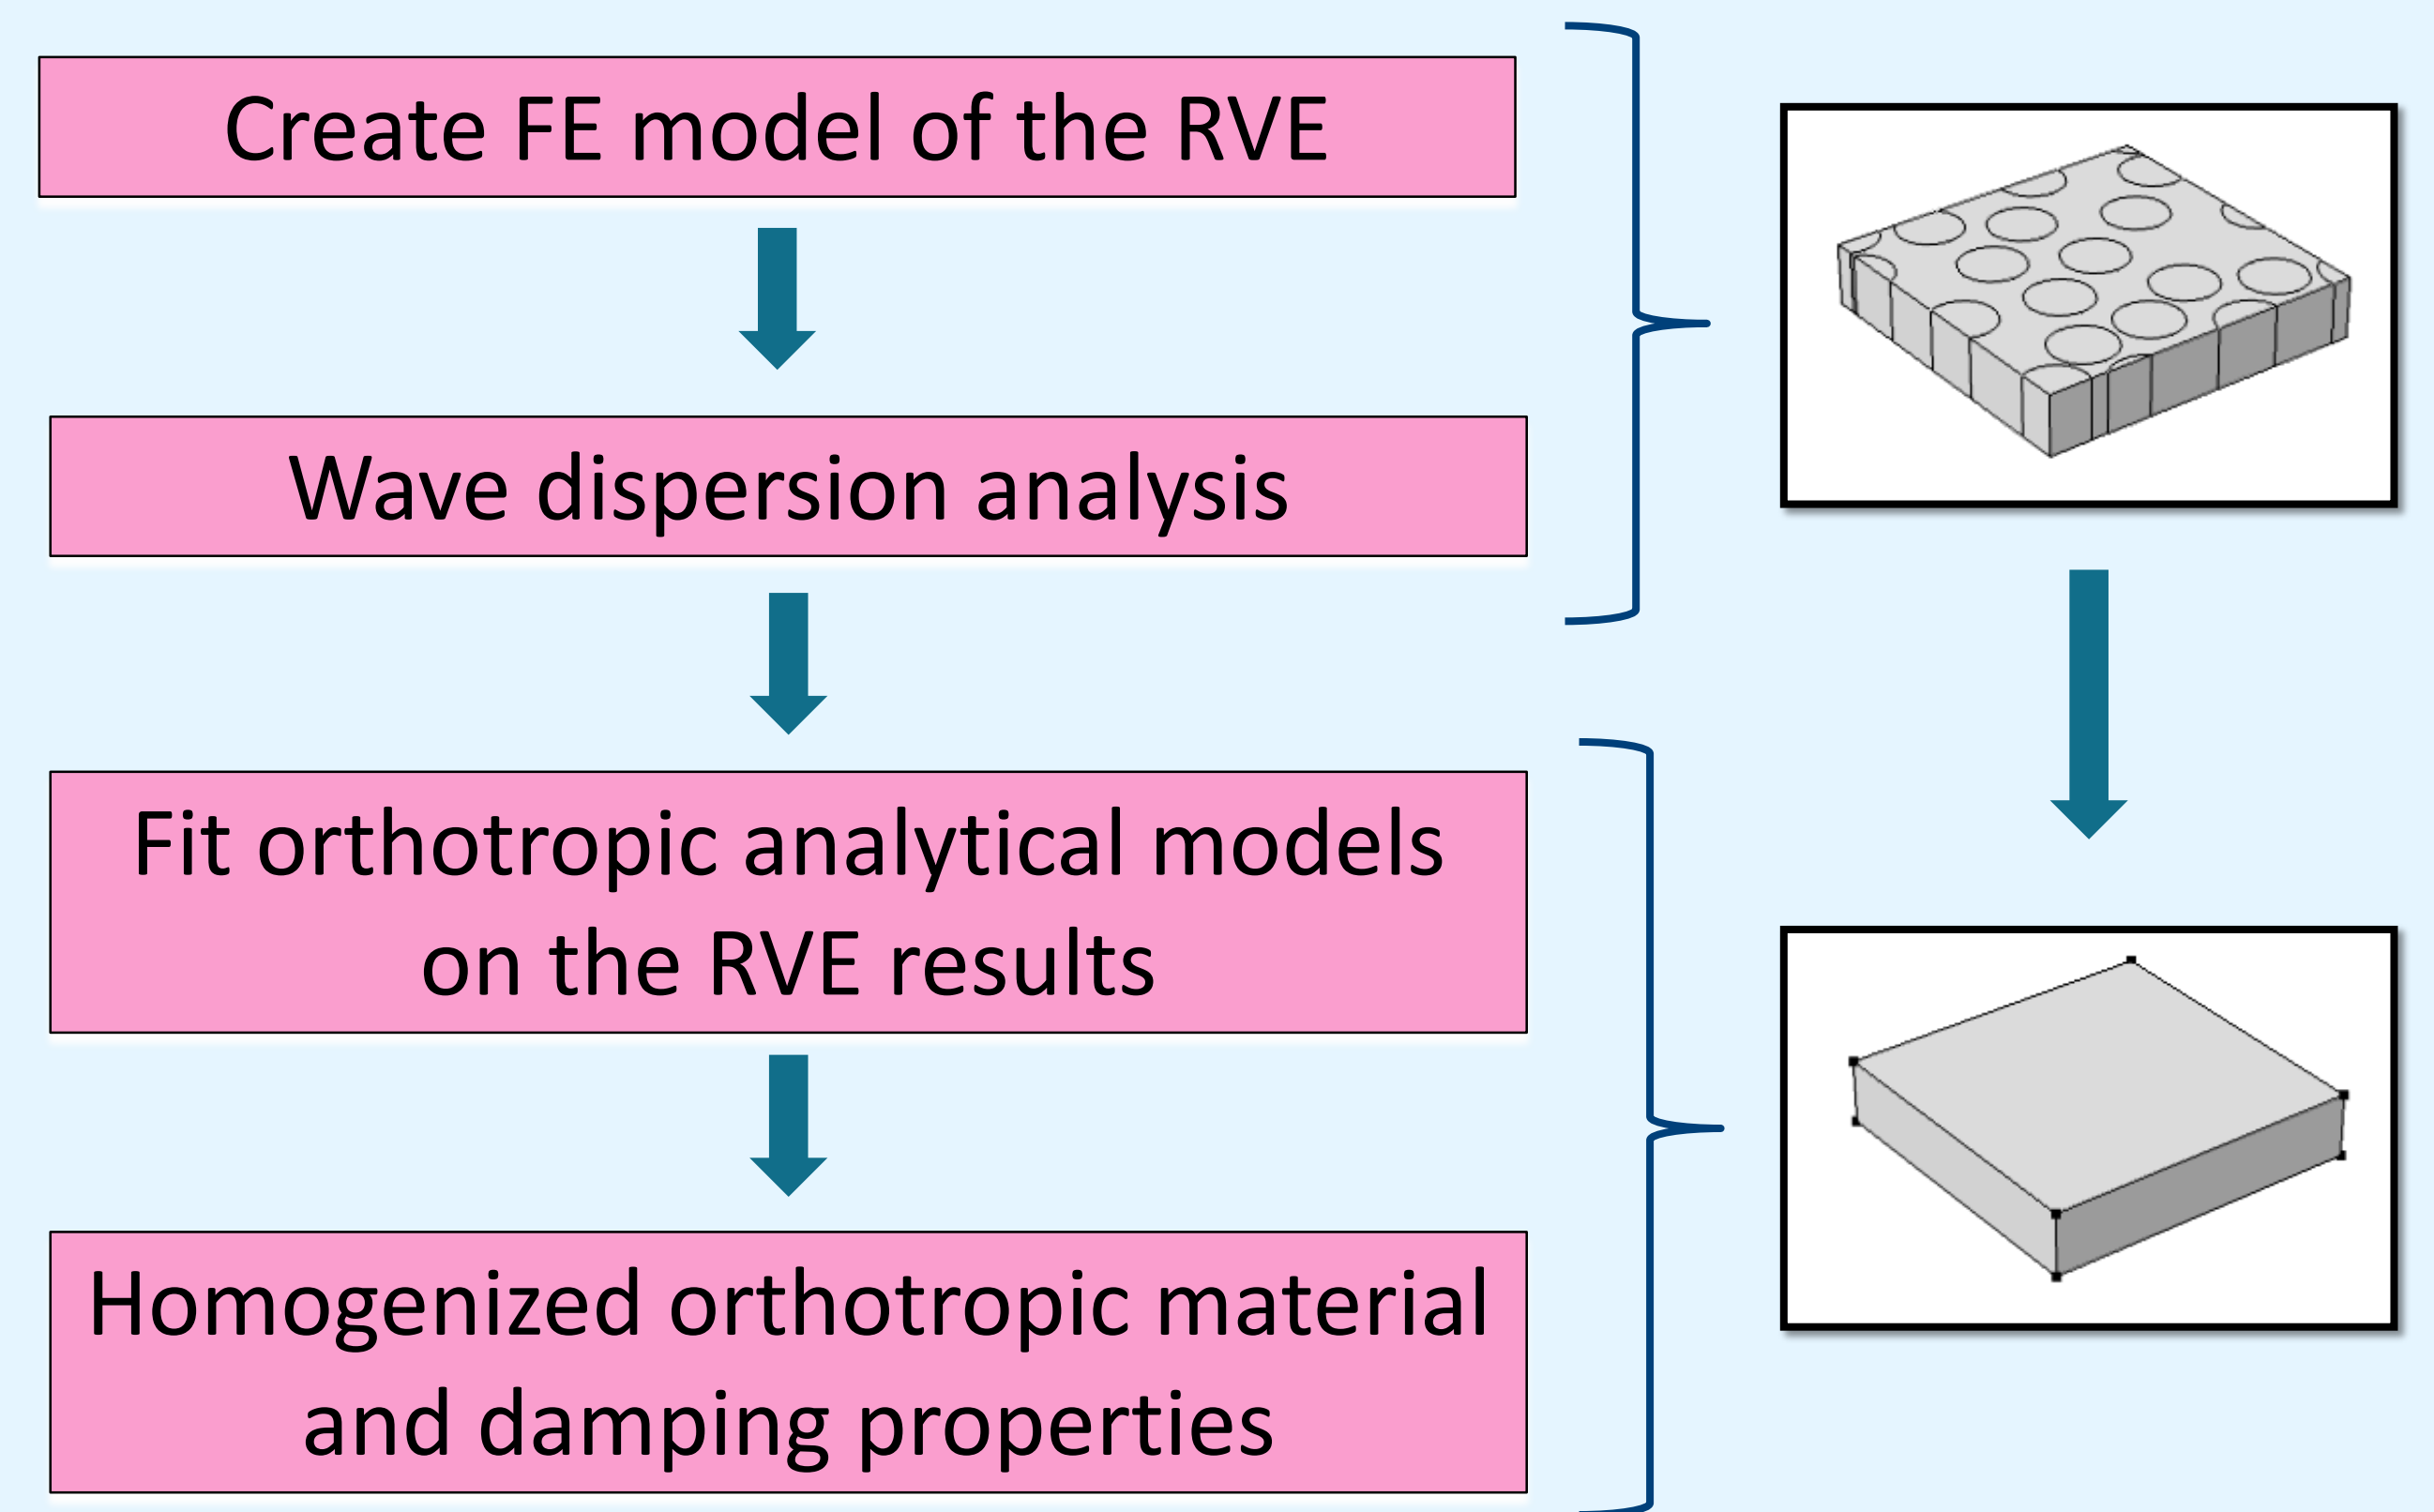 Create FE model of the RVE
Wave dispersion analysis
Fit orthotropic analytical models
on the RVE results
Homogenized orthotropic material
and damping properties